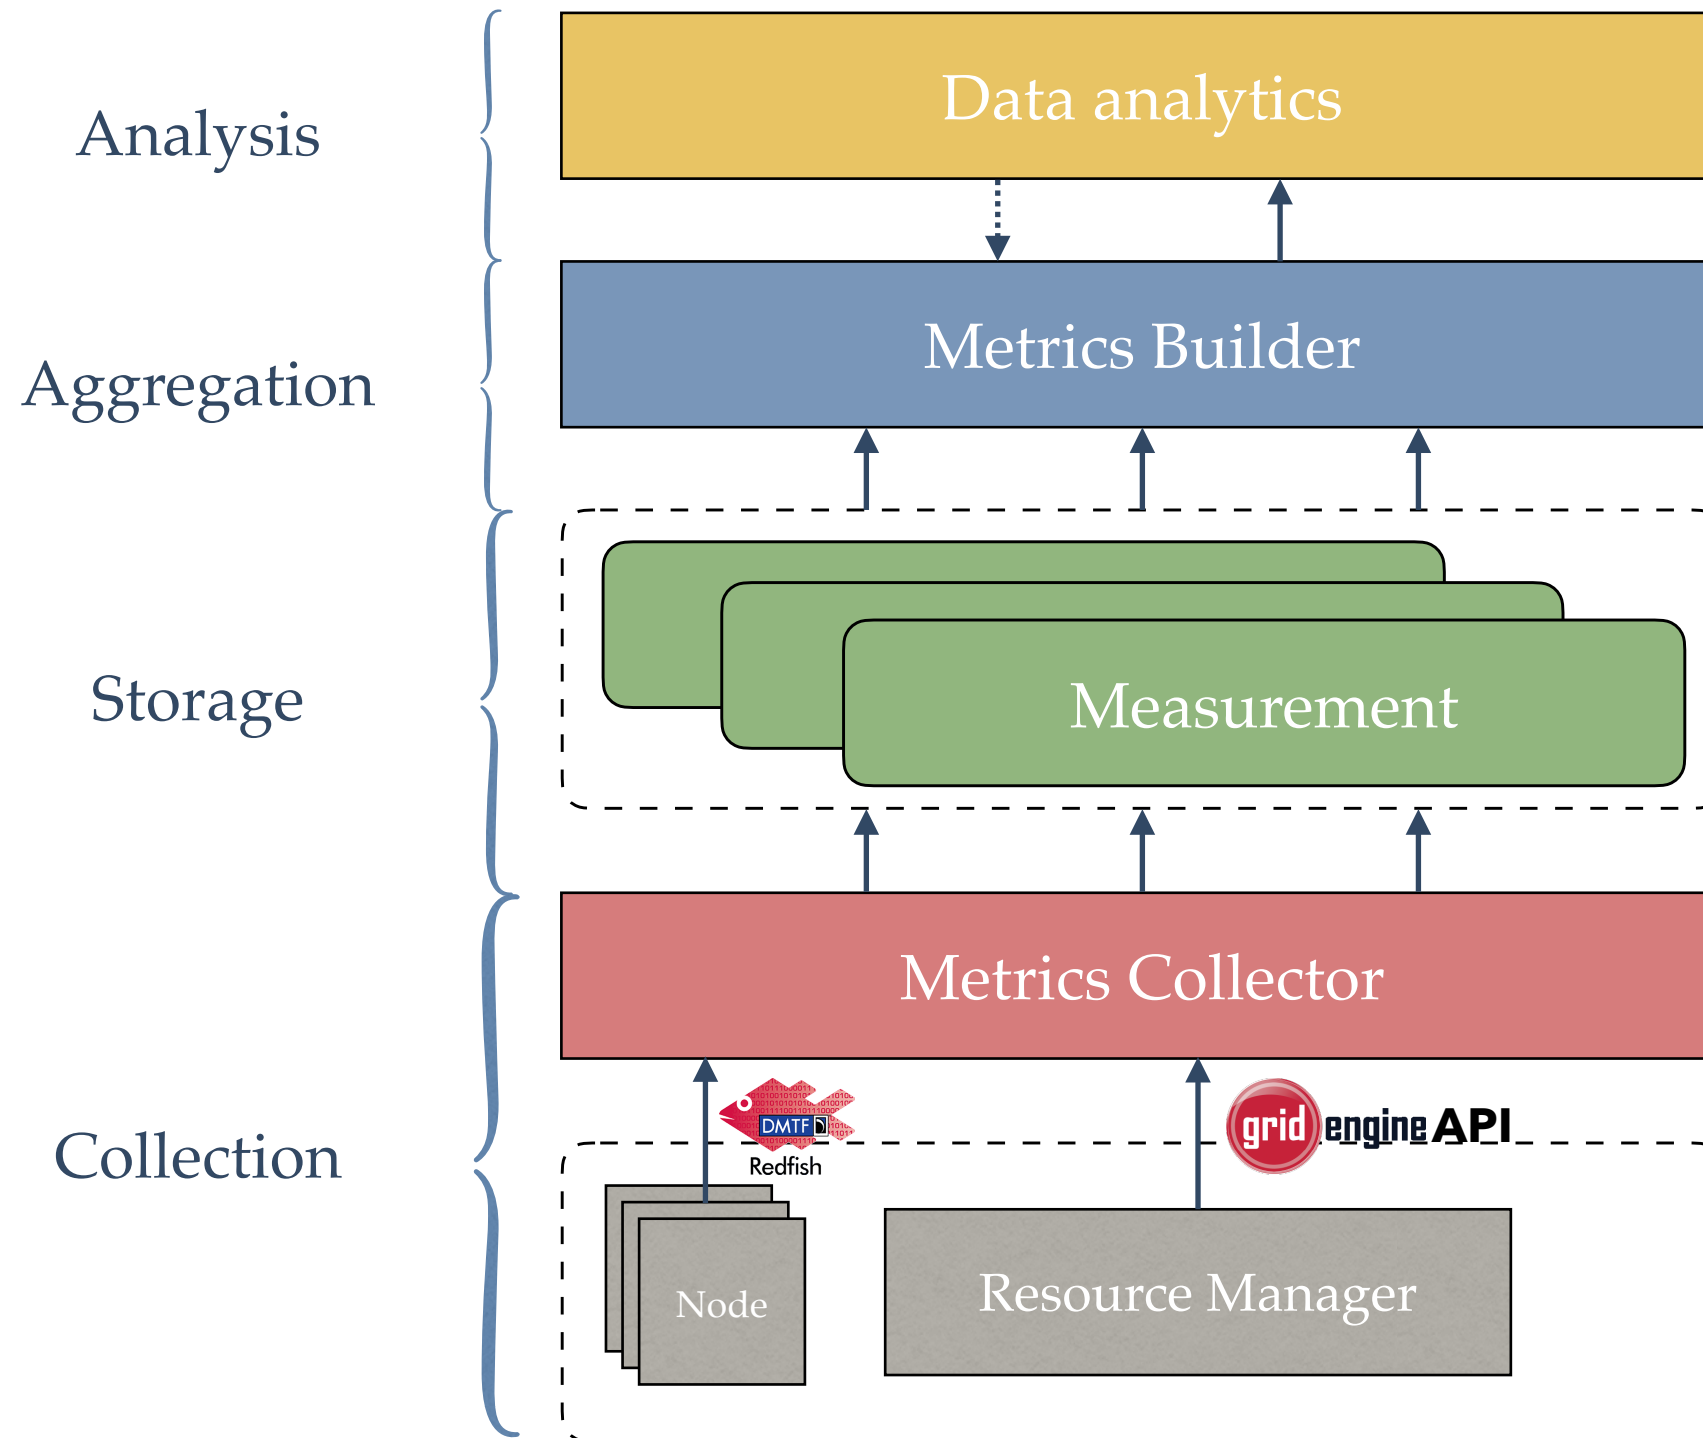 Analysis
Data analytics
Aggregation
Metrics Builder
Storage
Measurement
Metrics Collector
Collection
DMTF
Redfish
grid engine API
Node
Resource Manager